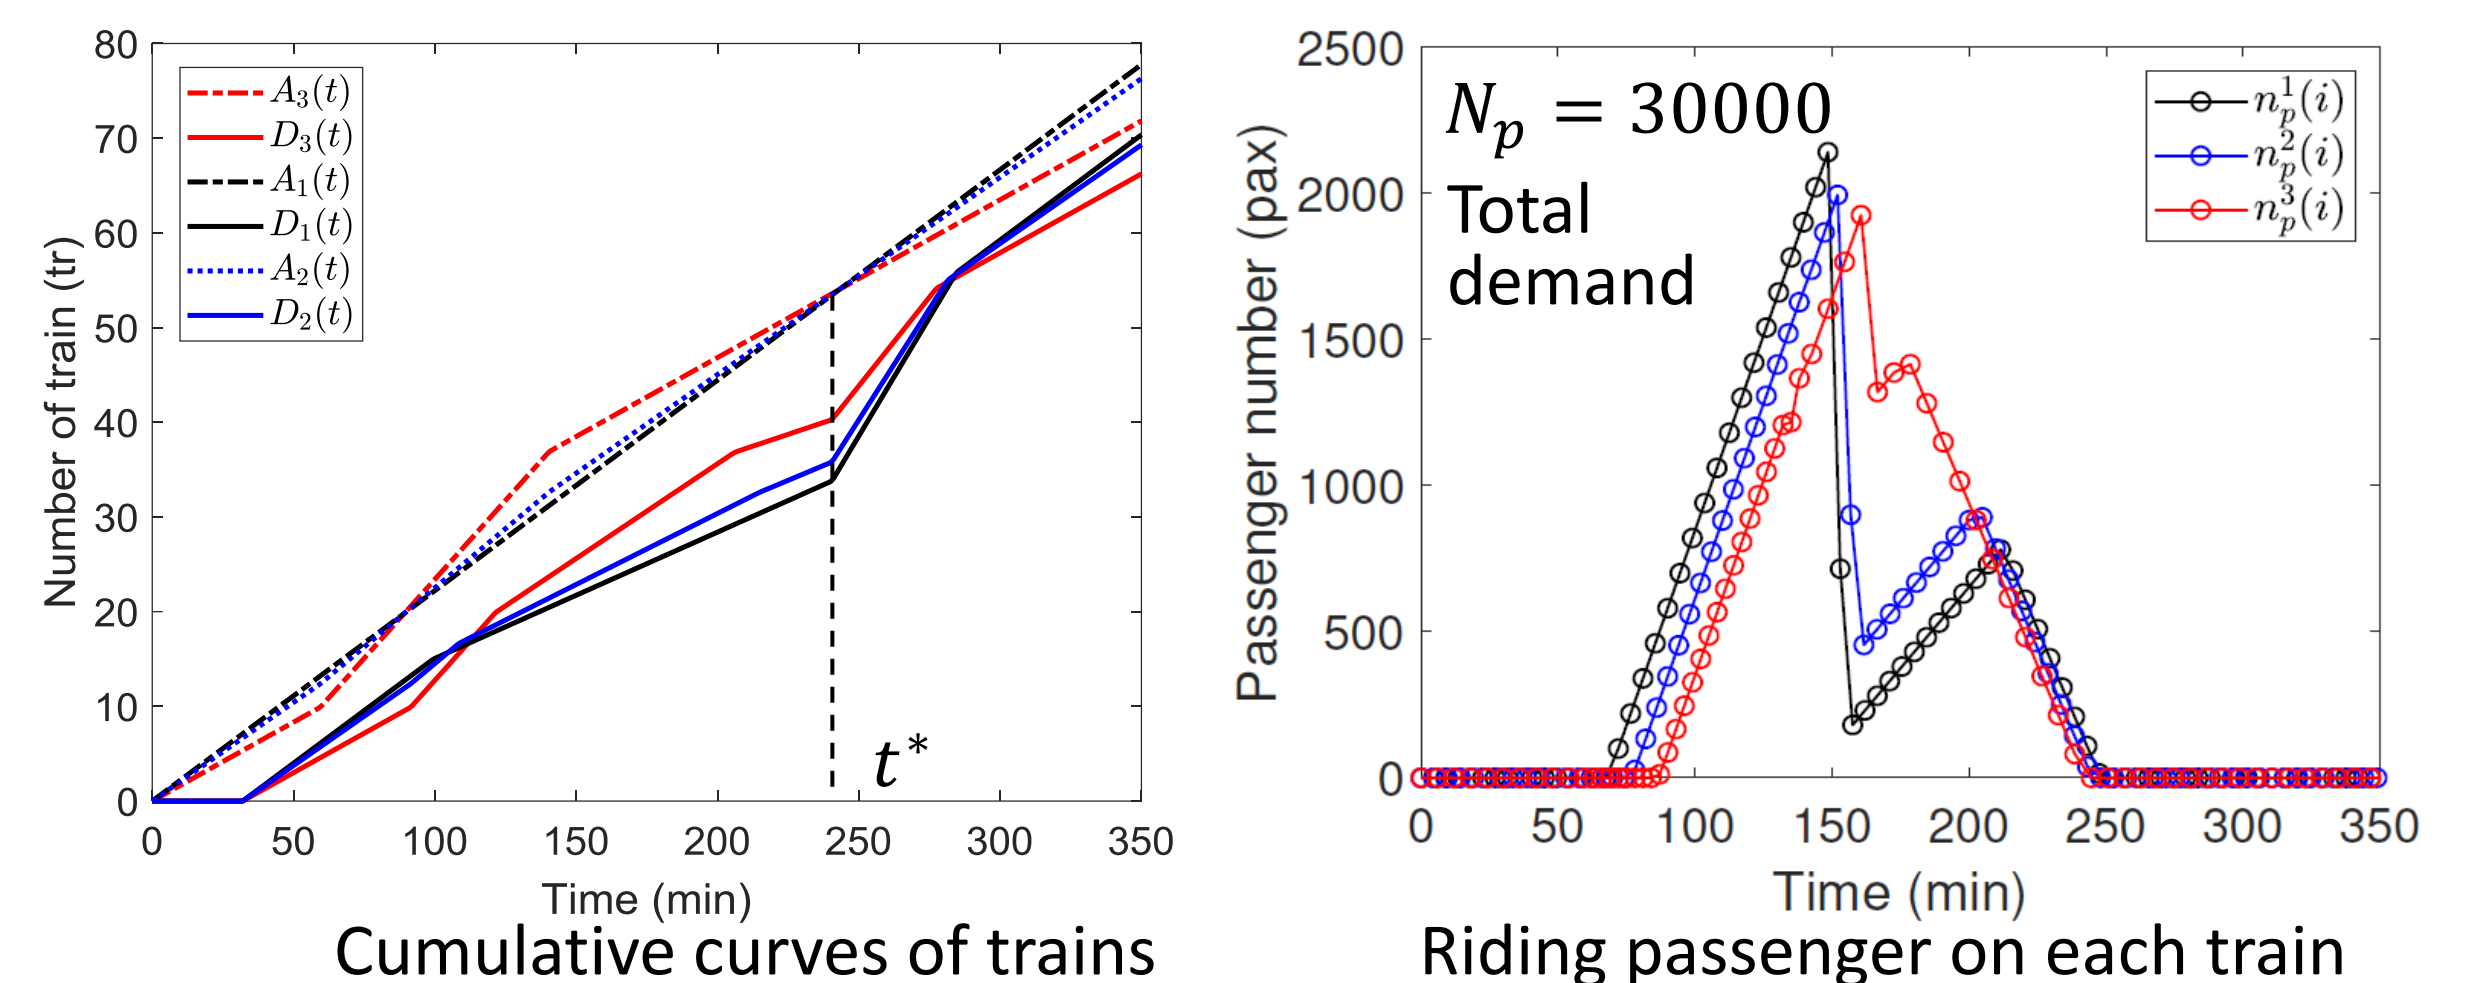 80
70
60
50
40
30
20
10
0
Number of train (tr)
A₃(t)
D₃(t)
A₁(t)
D₁(t)
A₂(t)
D₂(t)
t*
0 50 100 150 200 250 300 350
Time (min)
Cumulative curves of trains
2500
2000
1500
1000
500
0
Passenger number (pax)
Nₚ = 30000
Total
demand
nₚ¹(i)
nₚ²(i)
nₚ³(i)
0 50 100 150 200 250 300 350
Time (min)
Riding passenger on each train